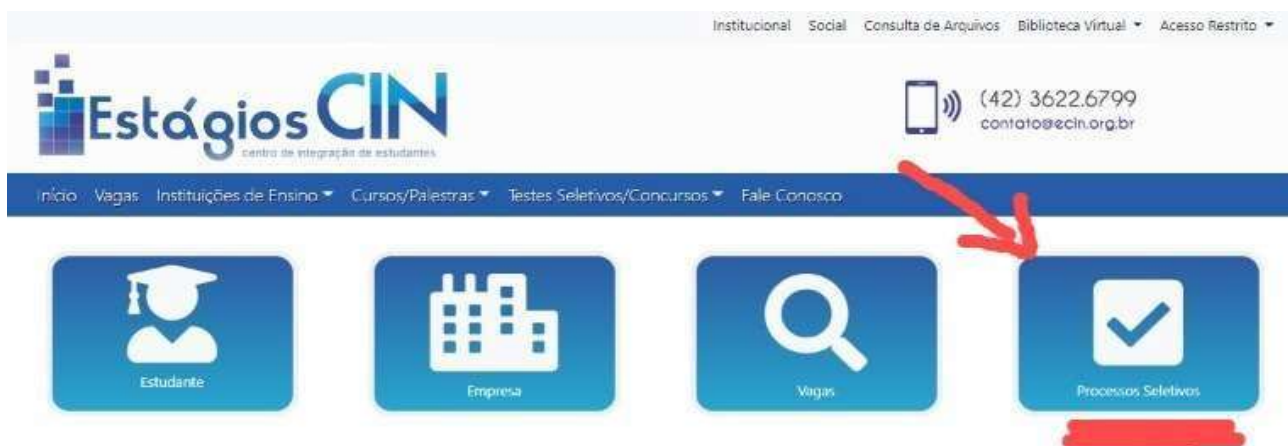 Institucional Social Consulta de Arquivos Biblioteca Virtual Acesso Restrito
Estágios CIN
centro de integração de estudantes
(42) 3622.6799
contato@ecin.org.br
Início Vagas Instituições de Ensino Cursos/Palestras Testes Seletivos/Concursos Fale Conosco
Estudante
Empresa
Vagas
Processos Seletivos